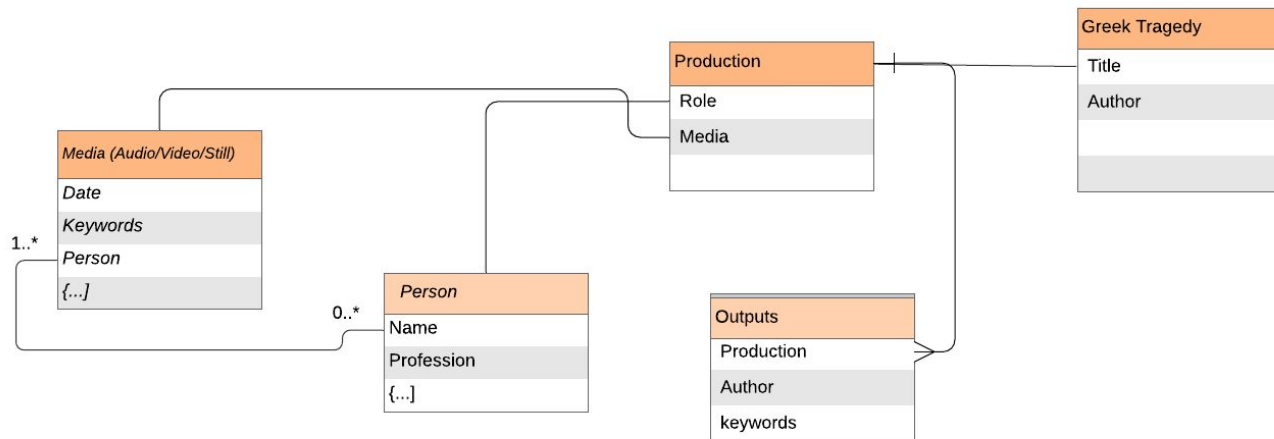 Greek Tragedy
Title
Author
Production
Role
Media
Media (Audio/Video/Still)
Date
Keywords
Person
{...]
1..*
0..*
Person
Name
Profession
{...]
Outputs
Production
Author
keywords